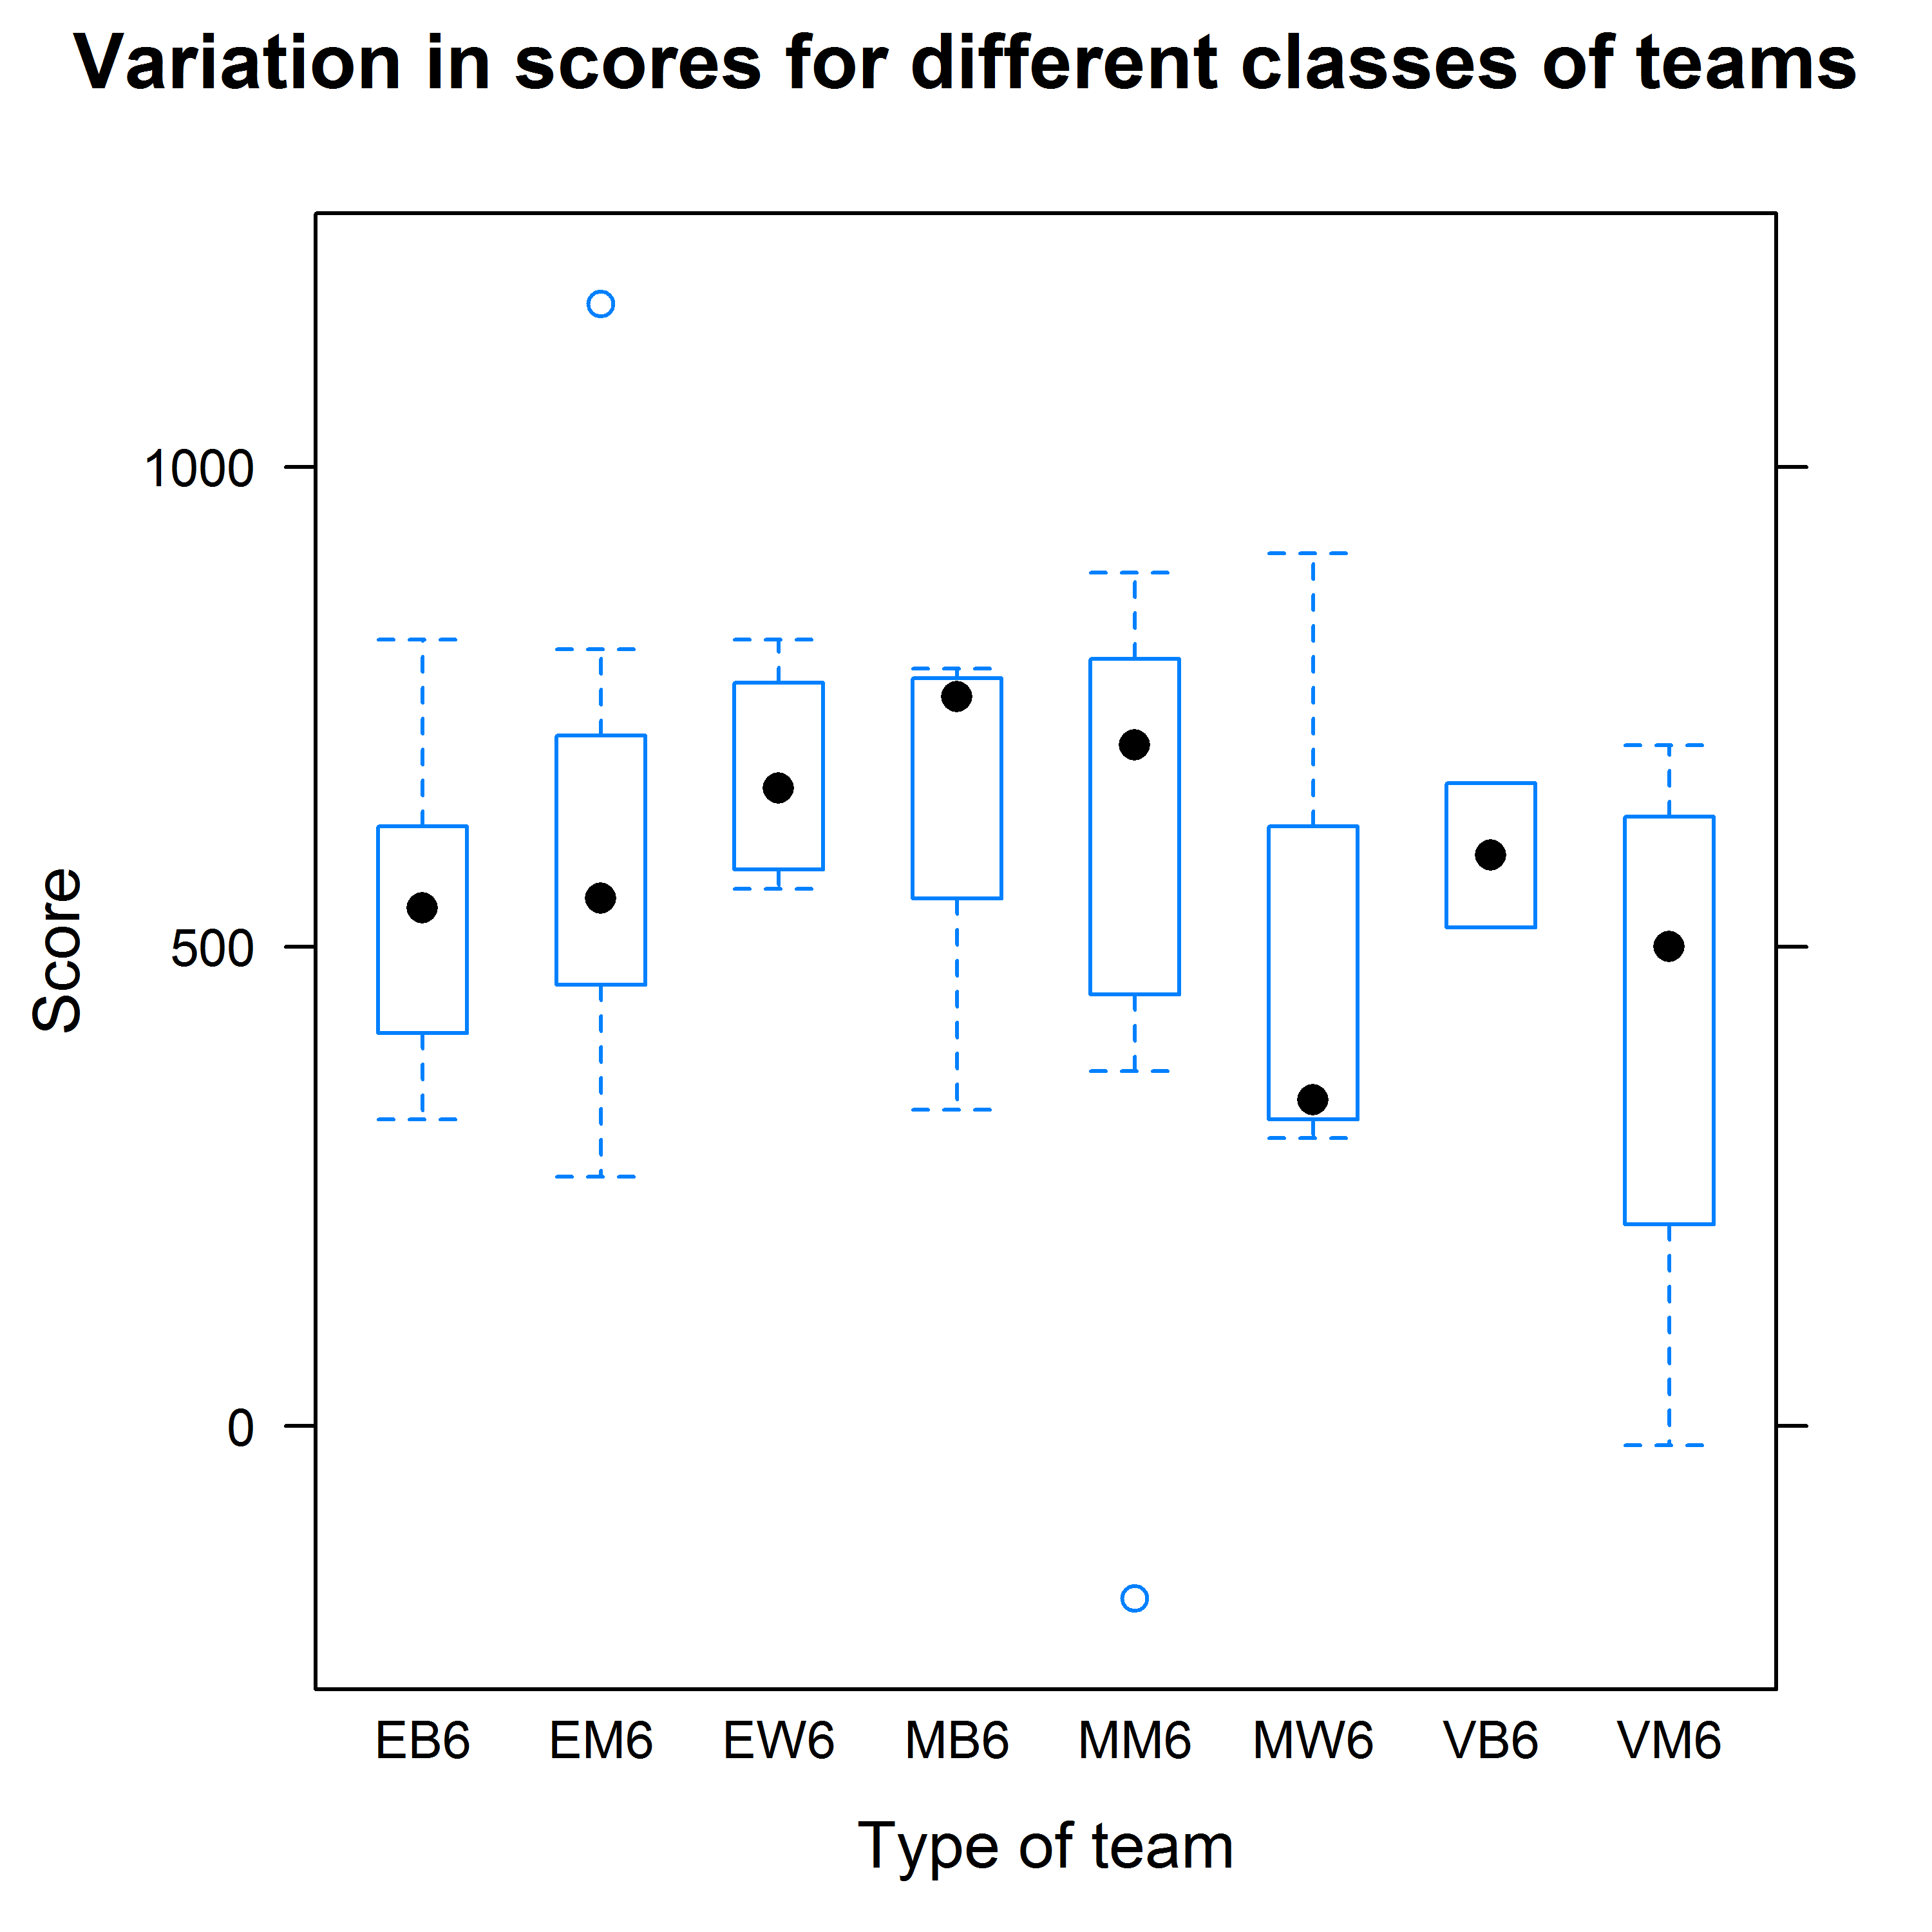 Variation in scores for different classes of teams
Score
1000
500
0
EB6 EM6 EW6 MB6 MM6 MW6 VB6 VM6
Type of team